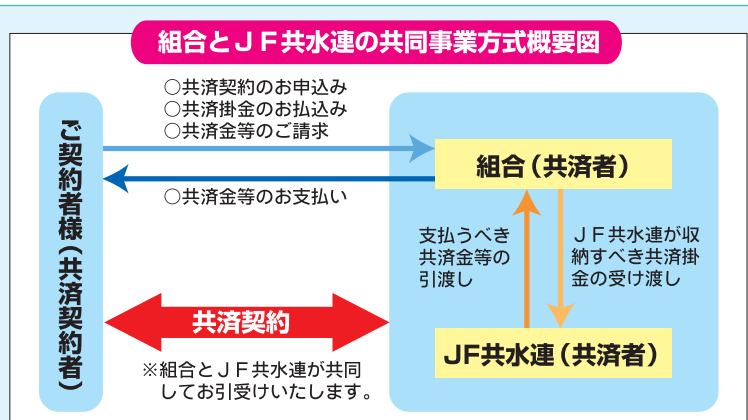 組合とＪＦ共水連の共同事業方式概要図
○共済契約のお申込み
○共済掛金のお払込み
○共済金等のご請求
ご契約者様（共済契約者）
組合（共済者）
○共済金等のお支払い
支払うべき
共済金等の
引渡し
ＪＦ共水連が収
納すべき共済掛
金の受け渡し
共済契約
JF共水連（共済者）
※組合とＪＦ共水連が共同
してお引受けいたします。